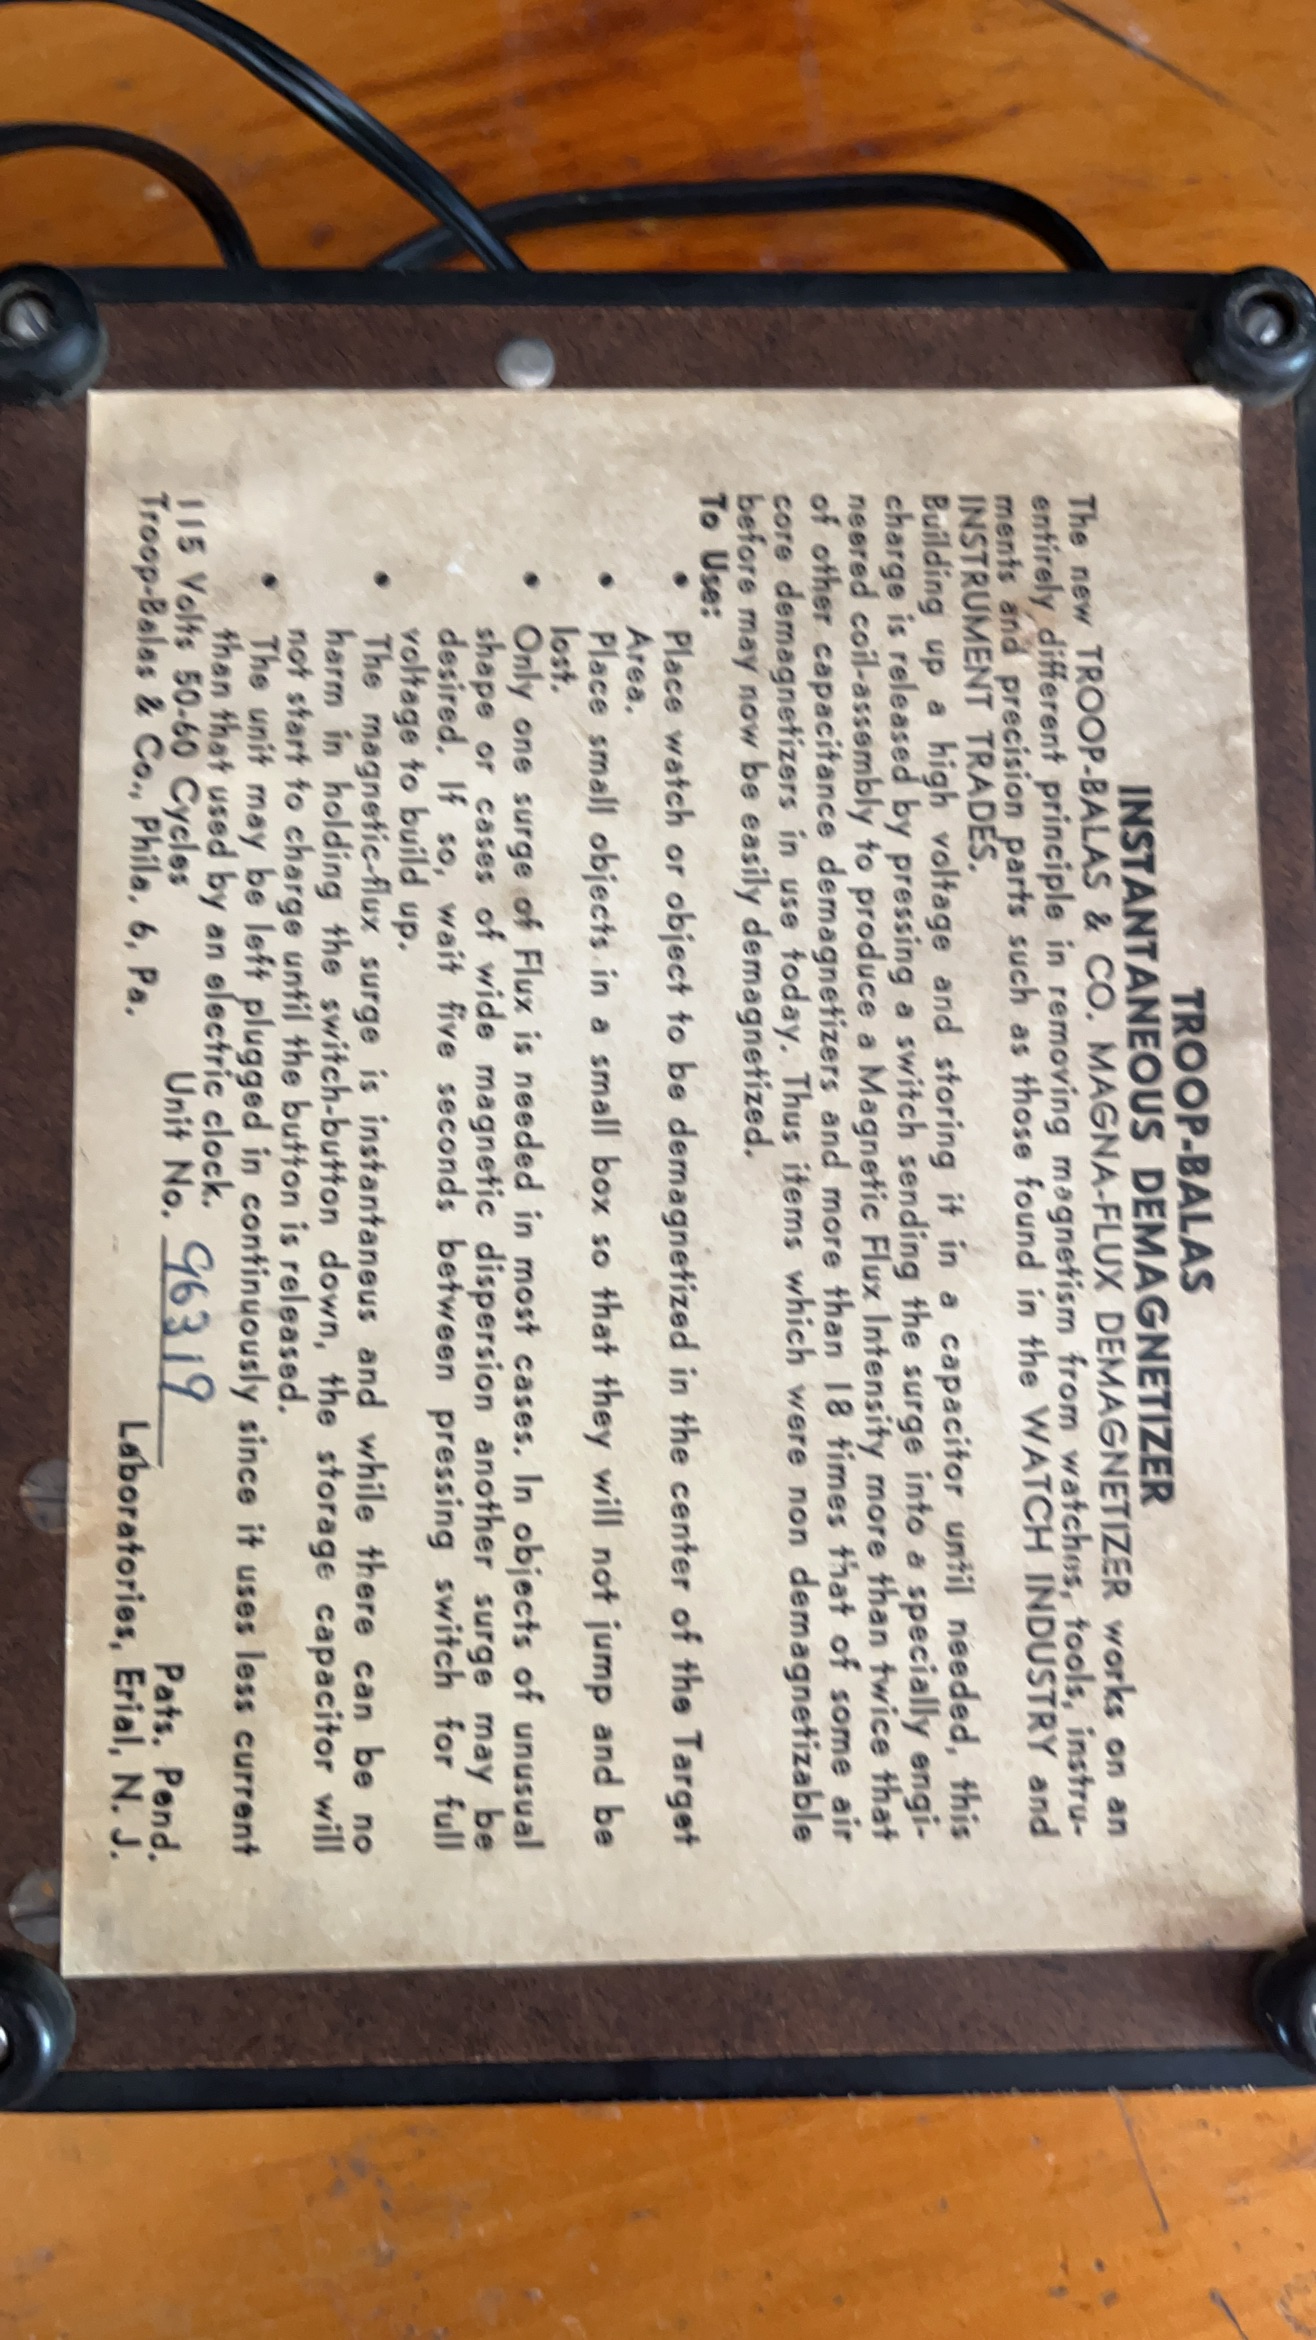 TROOP-BALAS
INSTANTANEOUS DEMAGNETIZER
The new TROOP-BALAS & CO. MAGNA-FLUX DEMAGNETIZER works on an
entirely different principle in removing magnetism from watches, tools, instru-
ments and precision parts such as those found in the WATCH INDUSTRY and
INSTRUMENT TRADES.
Building up a high voltage and storing it in a capacitor until needed, this
charge is released by pressing a switch sending the surge into a specially engi-
neered coil-assembly to produce a Magnetic Flux Intensity more than twice that
of other capacitance demagnetizers and more than 18 times that of some air
core demagnetizers in use today. Thus items which were non demagnetizable
before may now be easily demagnetized.
To Use:
• Place watch or object to be demagnetized in the center of the Target
Area.
• Place small objects in a small box so that they will not jump and be
lost.
• Only one surge of Flux is needed in most cases. In objects of unusual
shape or cases of wide magnetic dispersion another surge may be
desired. If so, wait five seconds between pressing switch for full
voltage to build up.
• The magnetic-flux surge is instantaneus and while there can be no
harm in holding the switch-button down, the storage capacitor will
not start to charge until the button is released.
• The unit may be left plugged in continuously since it uses less current
than that used by an electric clock.
115 Volts 50-60 Cycles Unit No. 96319 Pats. Pend.
Troop-Balas & Co., Phila. 6, Pa. Laboratories, Erial, N. J.